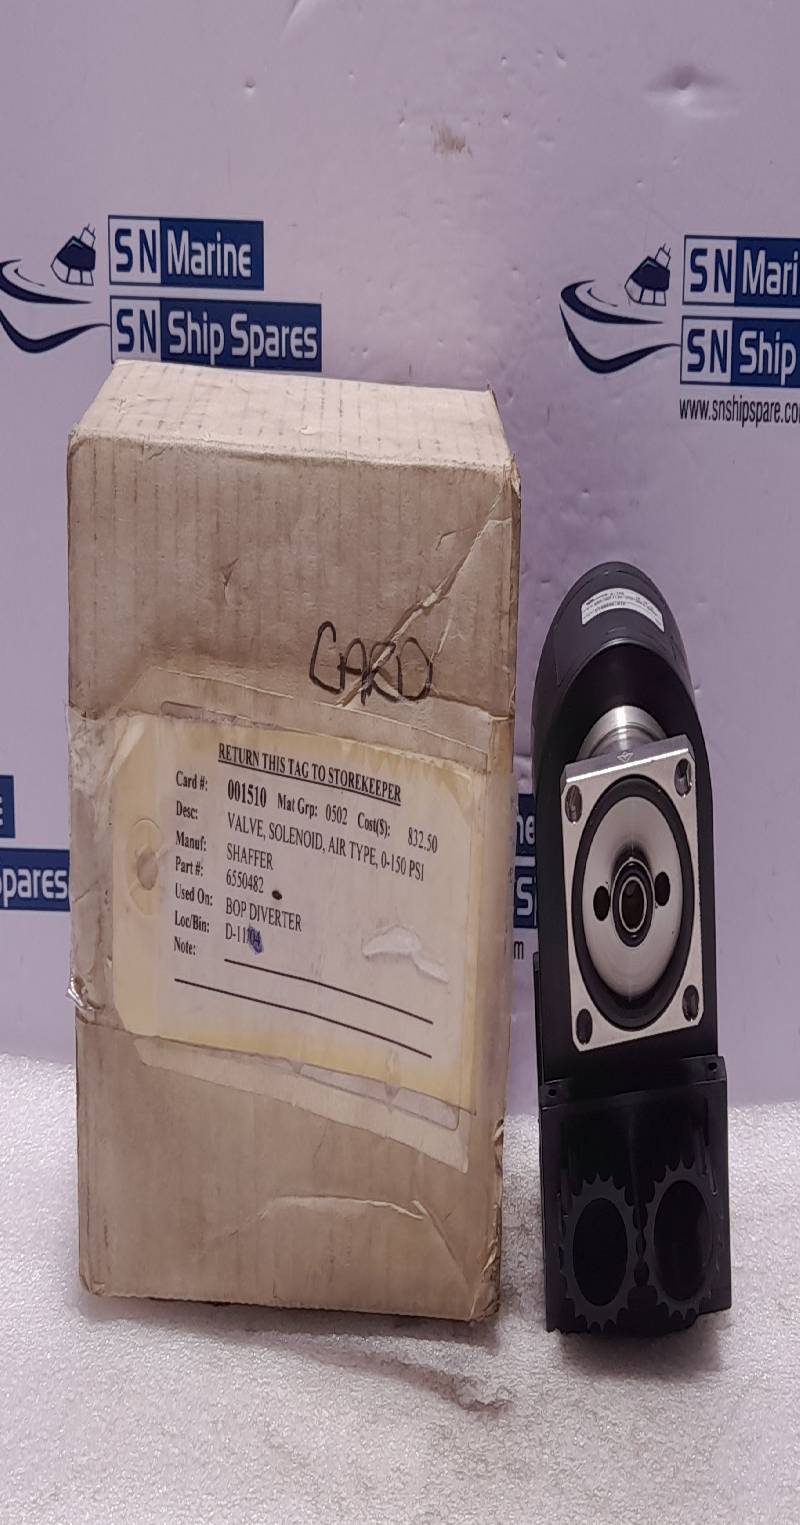 SN Marine
SN Ship Spares
SN Mari
SN Ship
www.snshipspare.co
CARD
RETURN THIS TAG TO STOREKEEPER
Card #: 001510 Mat Grp: 0502 Cost($): 832.50
Desc: VALVE, SOLENOID, AIR TYPE, 0-150 PSI
Manuf: SHAFFER
Part #: 6550482
Used On: BOP DIVERTER
Loc/Bin: D-11
Note:
pares